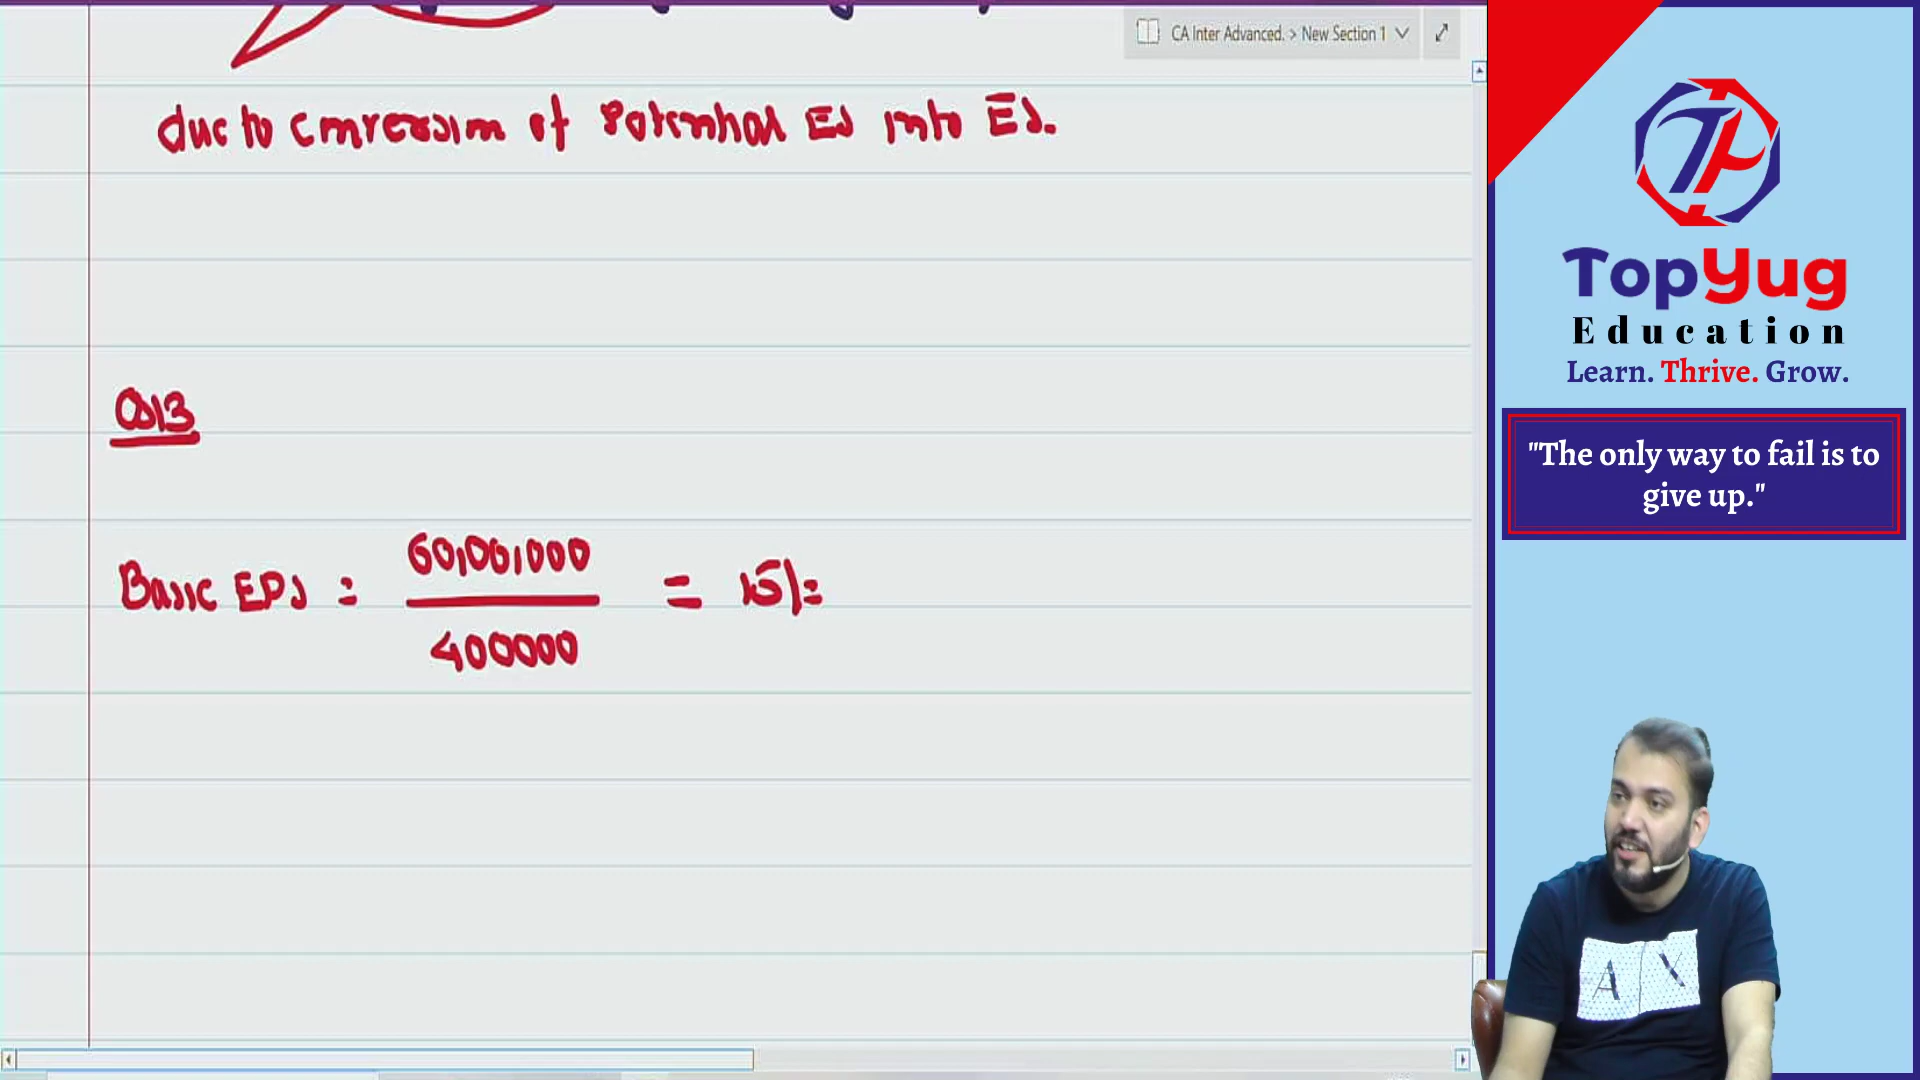 CA Inter Advanced. > New Section 1
due to conversion of Potential ES into ES.
Q13
Basic EPS = 60,00,000 / 400000 = 15/=
TopYug
Education
Learn. Thrive. Grow.
"The only way to fail is to
give up."
A X